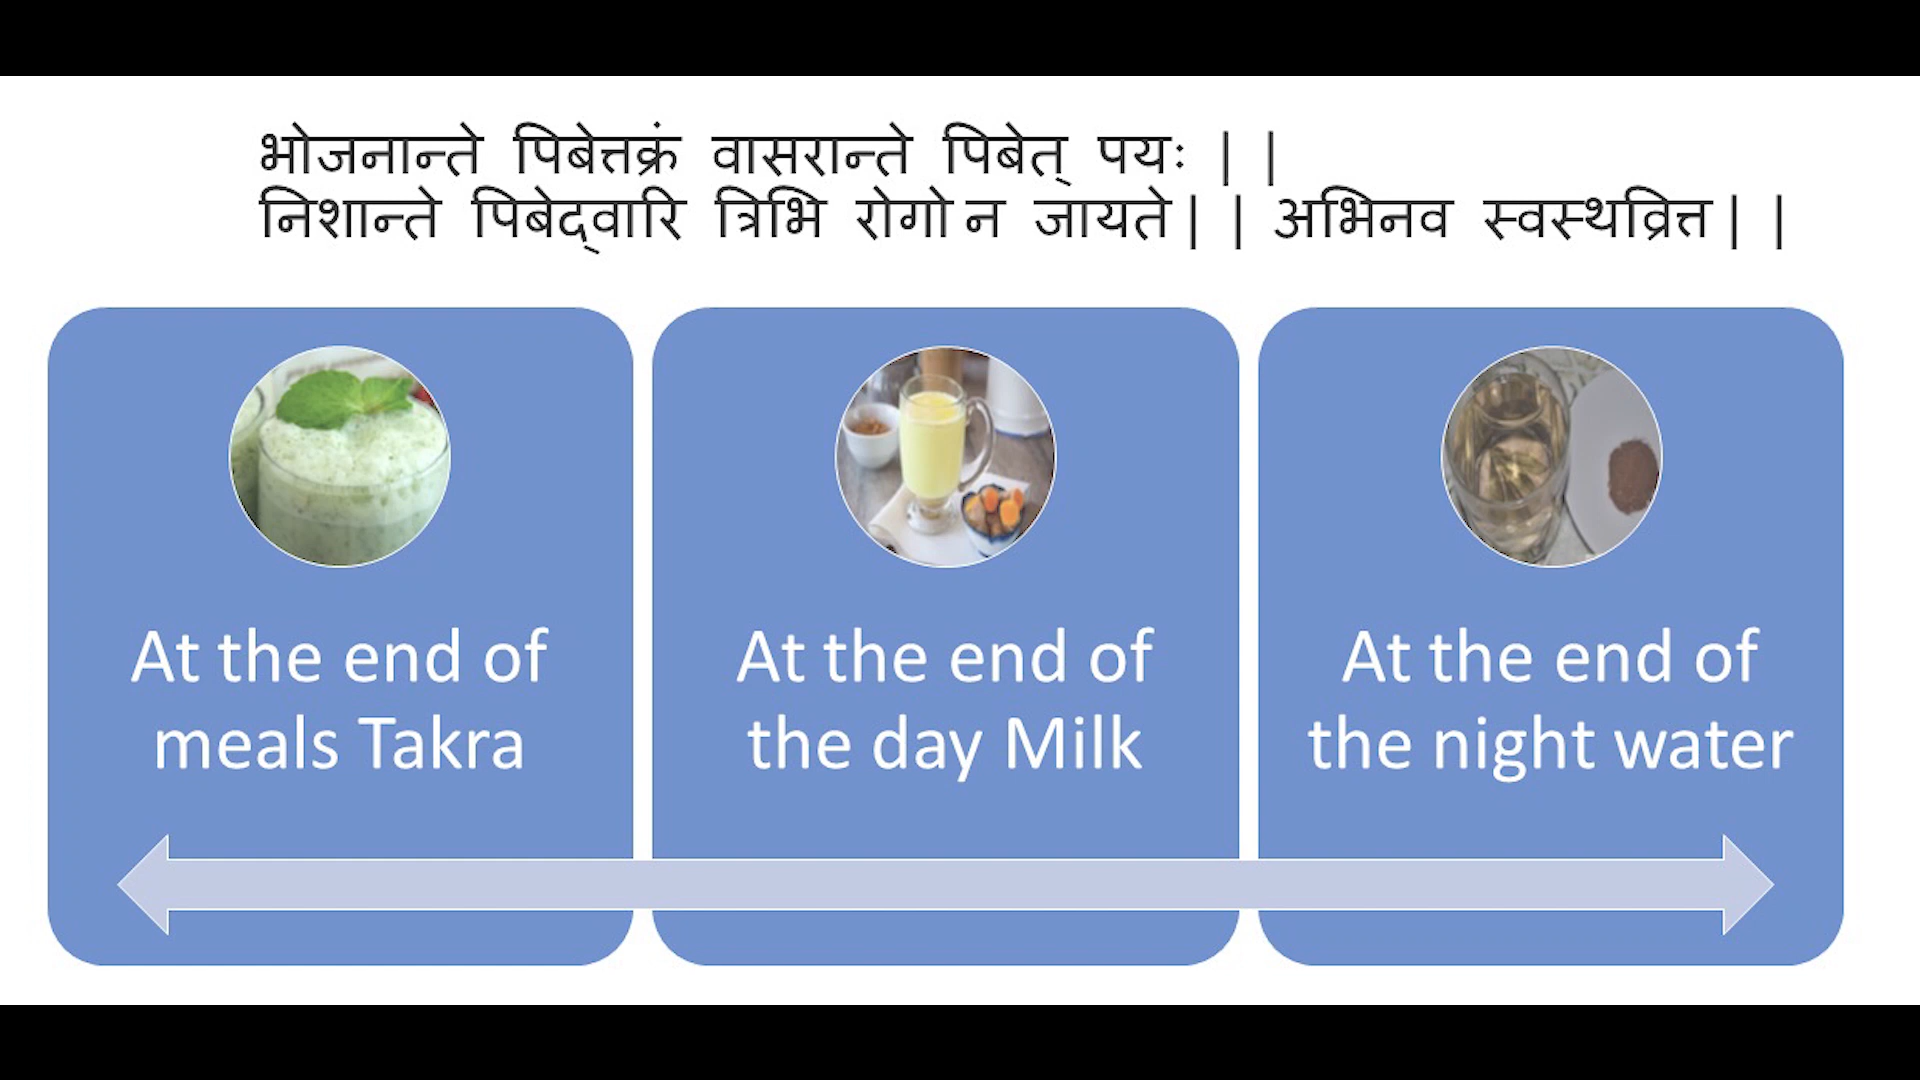 भोजनान्ते पिबेत्तक्रं वासरान्ते पिबेत् पयः ||
निशान्ते पिबेद्वारि त्रिभि रोगो न जायते|| अभिनव स्वस्थव्रित्त||
At the end of
meals Takra
At the end of
the day Milk
At the end of
the night water